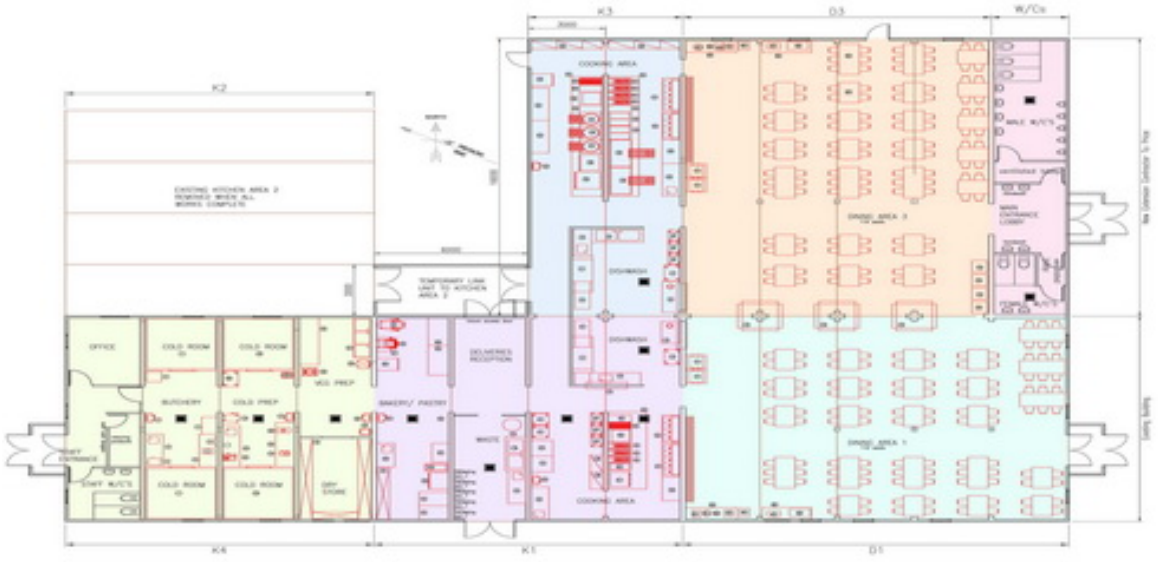 K3
D3
W/Cs
K2
COOKING AREA
NORTH
MALE W/C'S
EXISTING KITCHEN AREA 2
REMOVED WHEN ALL
WORKS COMPLETE
MAIN
ENTRANCE
LOBBY
DINING AREA 3
6000
TEMPORARY LINK
UNIT TO KITCHEN
AREA 2
DISHWASH
FEMALE W/C'S
OFFICE
COLD ROOM
COLD ROOM
VEG PREP
DELIVERIES
RECEPTION
DISHWASH
BUTCHERY
COLD PREP
BAKERY/ PASTRY
WASTE
DINING AREA 1
STAFF
ENTRANCE
STAFF W/C'S
COLD ROOM
COLD ROOM
DRY
STORE
COOKING AREA
K4
K1
D1